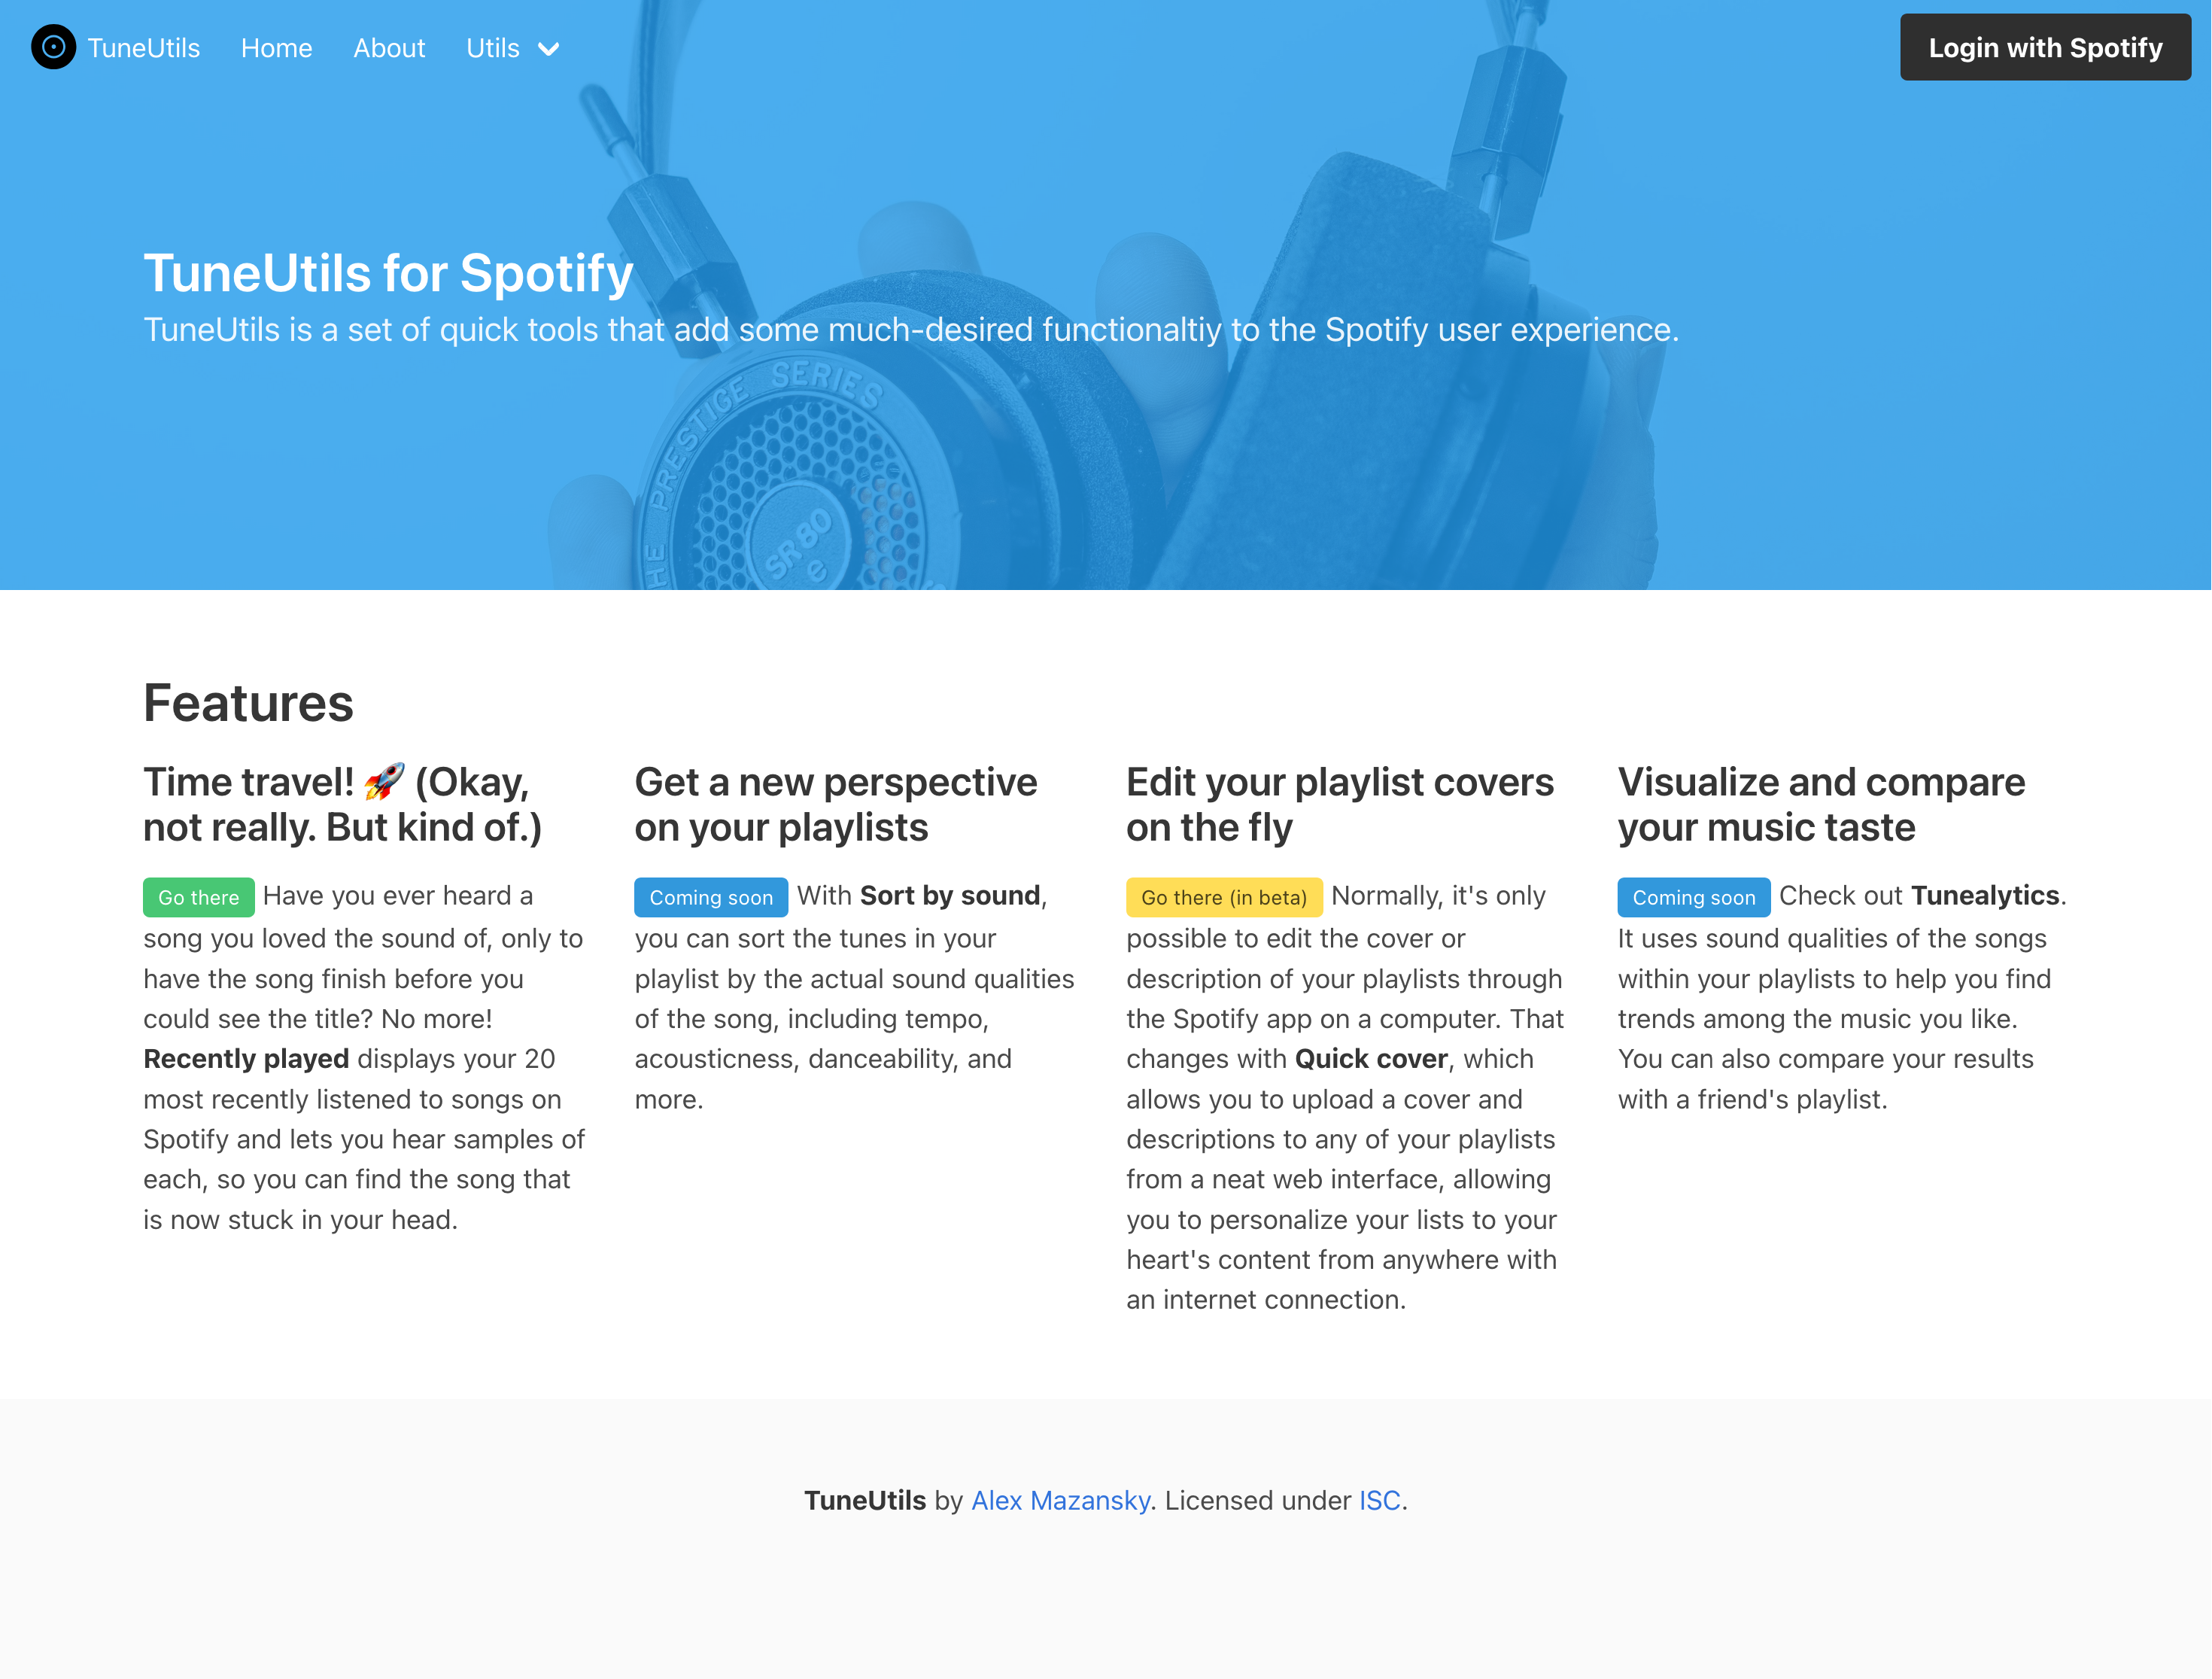 TuneUtils Home About Utils Login with Spotify
TuneUtils for Spotify
TuneUtils is a set of quick tools that add some much-desired functionaltiy to the Spotify user experience.
THE PRESTIGE SERIES
SR80
e
Features
Time travel! 🚀 (Okay,
not really. But kind of.)
Go there Have you ever heard a
song you loved the sound of, only to
have the song finish before you
could see the title? No more!
Recently played displays your 20
most recently listened to songs on
Spotify and lets you hear samples of
each, so you can find the song that
is now stuck in your head.
Get a new perspective
on your playlists
Coming soon With Sort by sound,
you can sort the tunes in your
playlist by the actual sound qualities
of the song, including tempo,
acousticness, danceability, and
more.
Edit your playlist covers
on the fly
Go there (in beta) Normally, it's only
possible to edit the cover or
description of your playlists through
the Spotify app on a computer. That
changes with Quick cover, which
allows you to upload a cover and
descriptions to any of your playlists
from a neat web interface, allowing
you to personalize your lists to your
heart's content from anywhere with
an internet connection.
Visualize and compare
your music taste
Coming soon Check out Tunealytics.
It uses sound qualities of the songs
within your playlists to help you find
trends among the music you like.
You can also compare your results
with a friend's playlist.
TuneUtils by Alex Mazansky. Licensed under ISC.